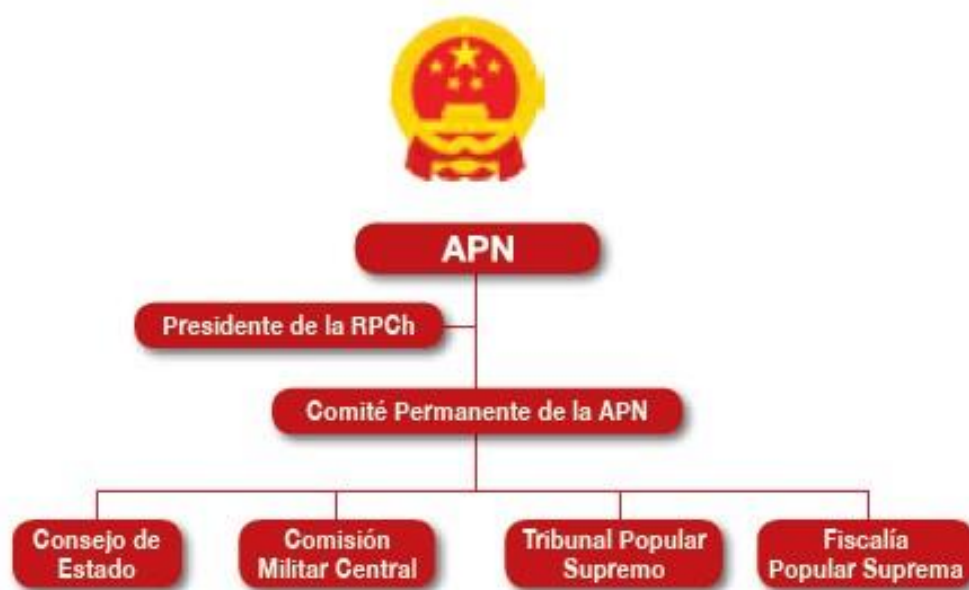 APN
Presidente de la RPCh
Comité Permanente de la APN
Consejo de
Estado
Comisión
Militar Central
Tribunal Popular
Supremo
Fiscalía
Popular Suprema